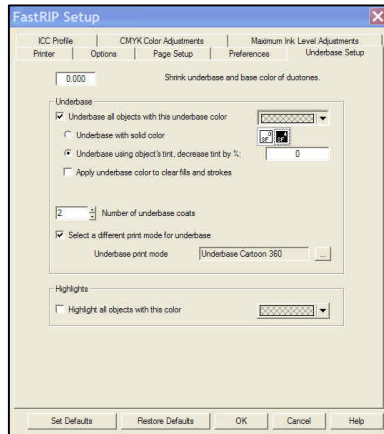 FastRIP Setup
ICC Profile CMYK Color Adjustments Maximum Ink Level Adjustments
Printer Options Page Setup Preferences Underbase Setup
0.000 Shrink underbase and base color of duotones.
Underbase
Underbase all objects with this underbase color
Underbase with solid color
Underbase using object's tint, decrease tint by %: 0
Apply underbase color to clear fills and strokes
2 Number of underbase coats
Select a different print mode for underbase
Underbase print mode Underbase Cartoon 360 ...
Highlights
Highlight all objects with this color
Set Defaults Restore Defaults OK Cancel Help